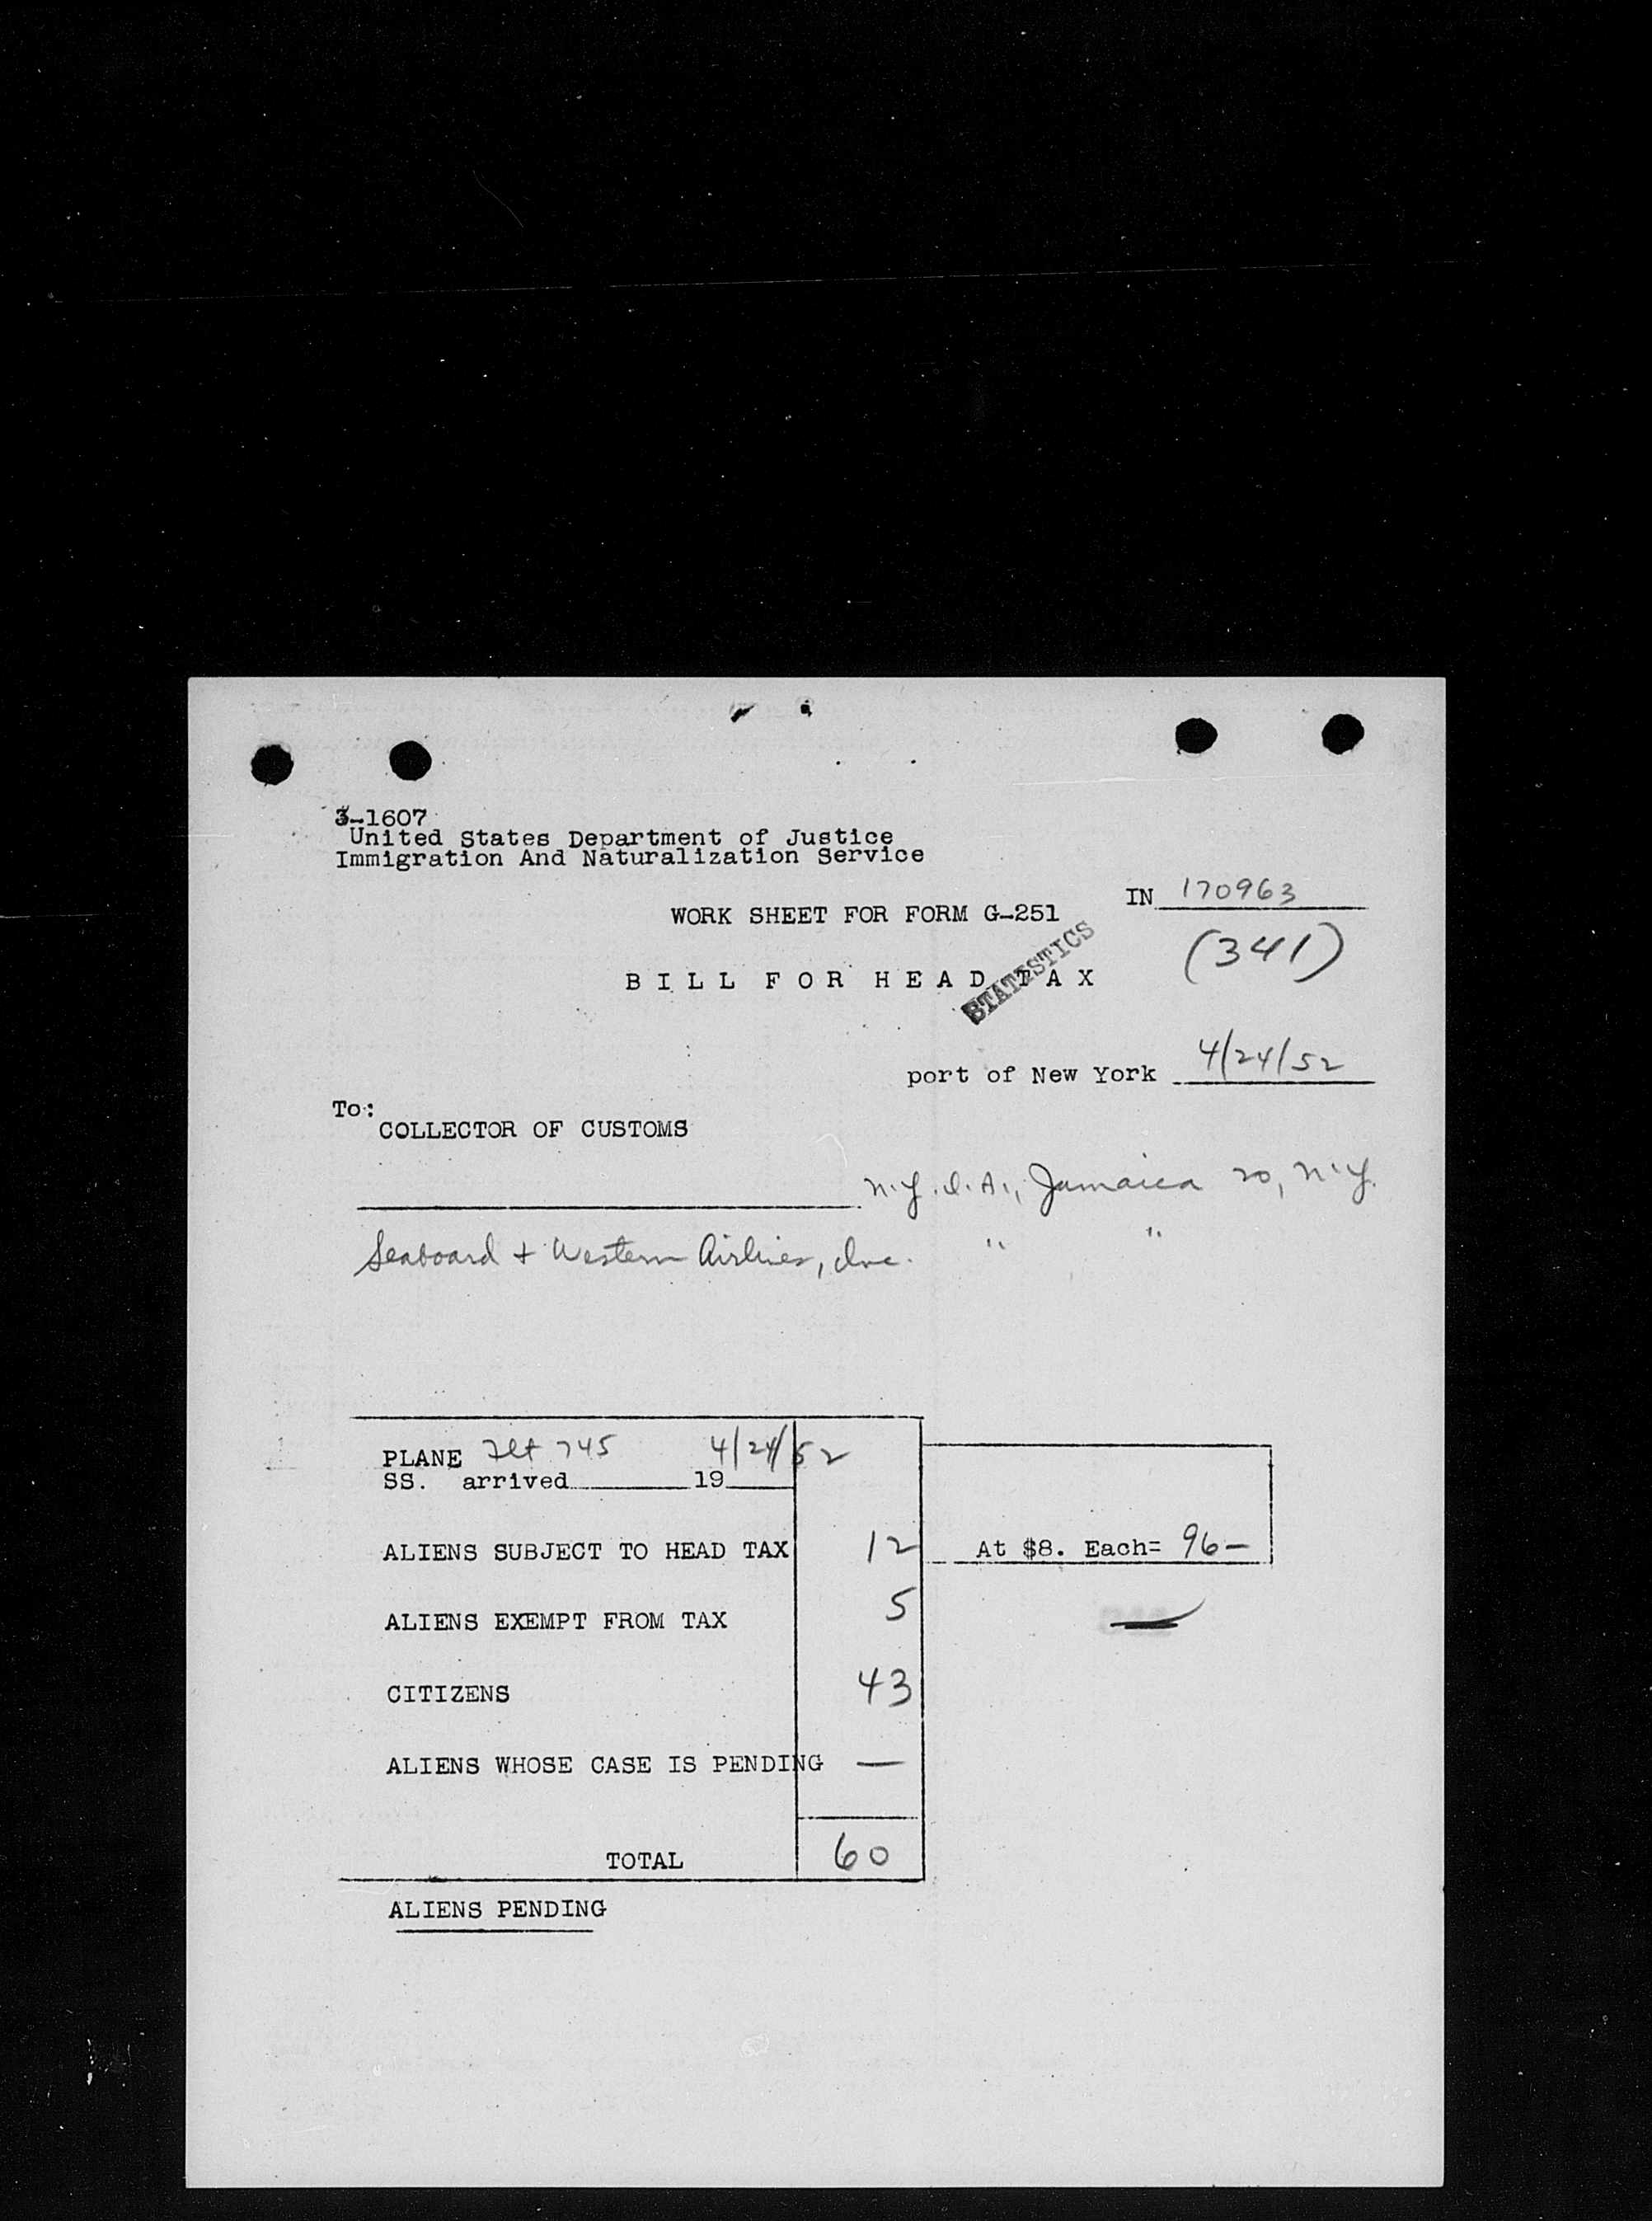 3-1607
United States Department of Justice
Immigration And Naturalization Service
IN 170963
WORK SHEET FOR FORM G-251
(341)
STATISTICS
BILL FOR HEAD TAX
port of New York 4/24/52
To:
COLLECTOR OF CUSTOMS
N.Y.I.A., Jamaica 20, N.Y.
Seaboard + Western Airlines, Inc. " "
PLANE Flt 745 4/24/52
SS. arrived 19
ALIENS SUBJECT TO HEAD TAX 12 At $8. Each= 96—
ALIENS EXEMPT FROM TAX 5
CITIZENS 43
ALIENS WHOSE CASE IS PENDING —
TOTAL 60
ALIENS PENDING